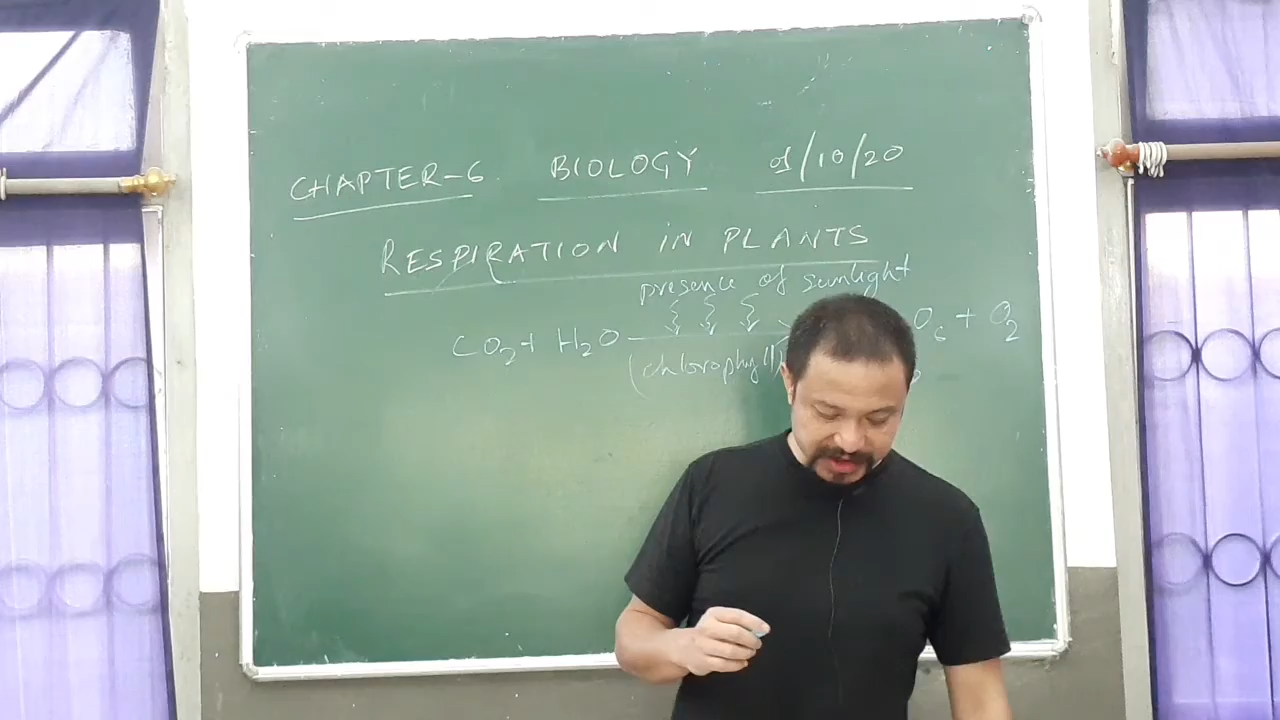 CHAPTER-6 BIOLOGY 01/10/20
RESPIRATION IN PLANTS
presence of sunlight
CO2+ H2O O6 + O2
(chlorophyll)